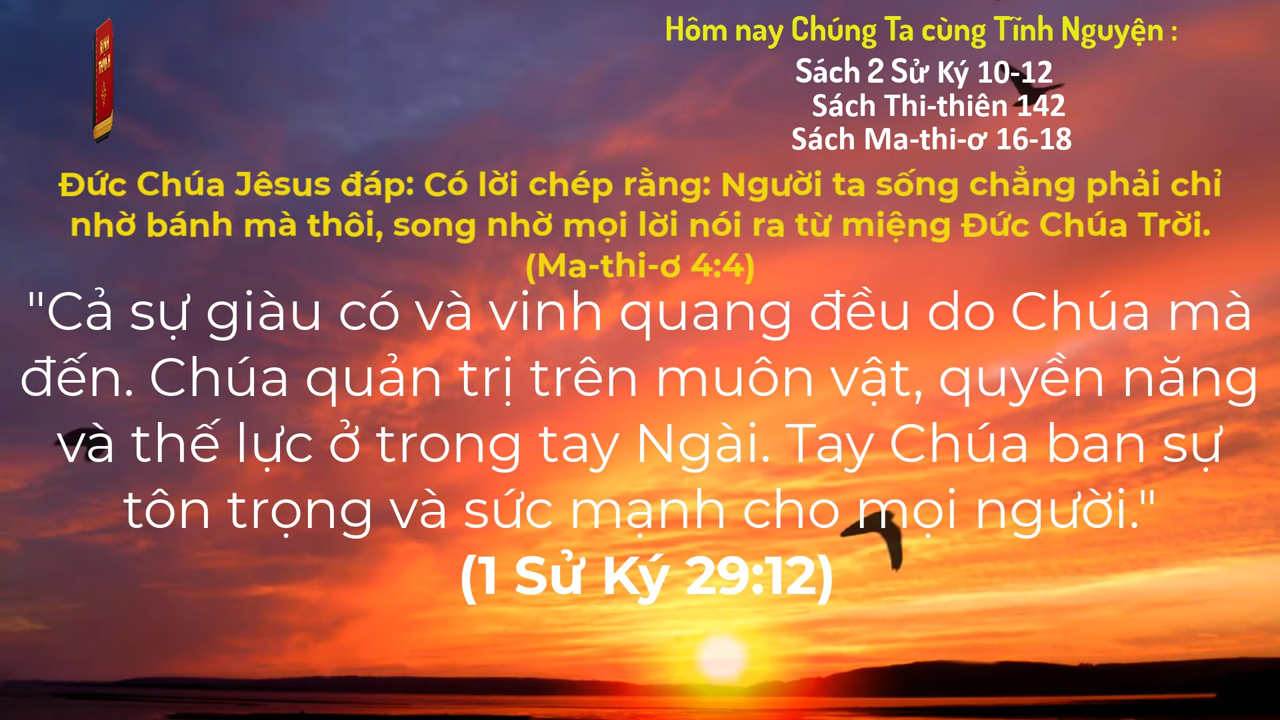 KINH
THÁNH
Hôm nay Chúng Ta cùng Tĩnh Nguyện :
Sách 2 Sử Ký 10-12
Sách Thi-thiên 142
Sách Ma-thi-ơ 16-18
Đức Chúa Jêsus đáp: Có lời chép rằng: Người ta sống chẳng phải chỉ
nhờ bánh mà thôi, song nhờ mọi lời nói ra từ miệng Đức Chúa Trời.
(Ma-thi-ơ 4:4)
"Cả sự giàu có và vinh quang đều do Chúa mà
đến. Chúa quản trị trên muôn vật, quyền năng
và thế lực ở trong tay Ngài. Tay Chúa ban sự
tôn trọng và sức mạnh cho mọi người."
(1 Sử Ký 29:12)